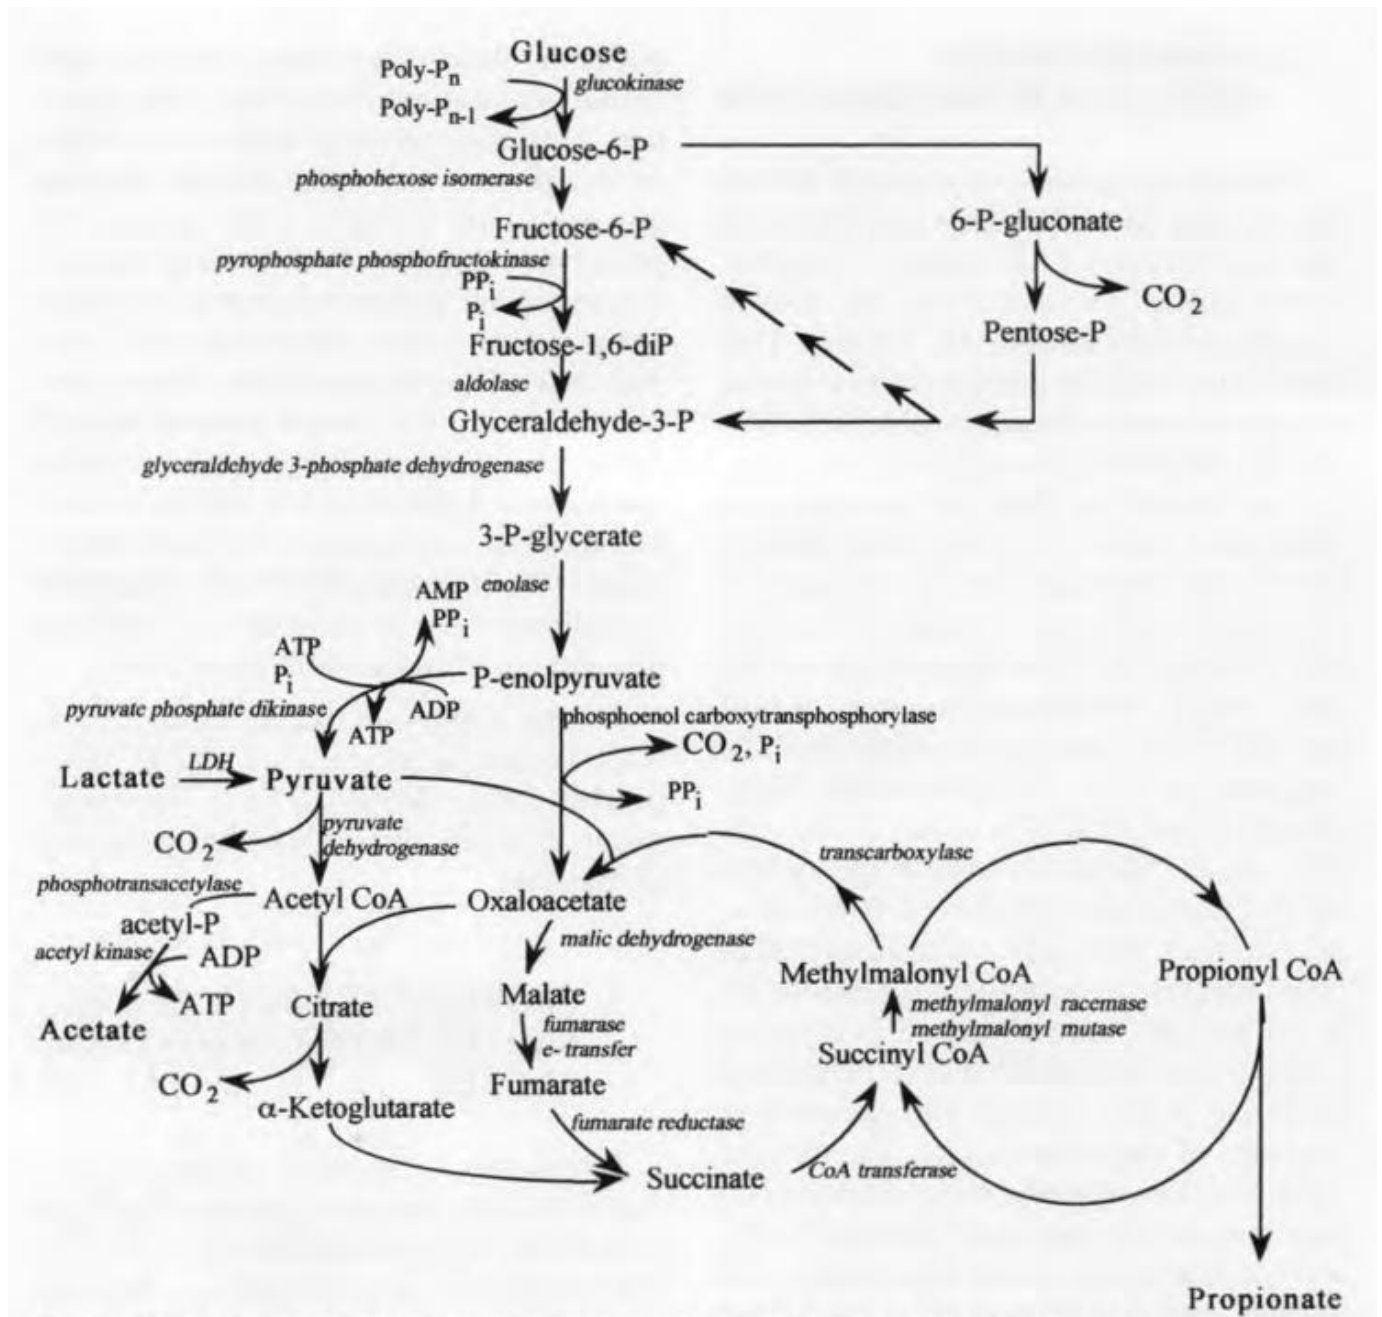 Glucose
Poly-Pn
glucokinase
Poly-Pn-1
Glucose-6-P
phosphohexose isomerase
Fructose-6-P
6-P-gluconate
pyrophosphate phosphofructokinase
PPi
CO2
Pi
Pentose-P
Fructose-1,6-diP
aldolase
Glyceraldehyde-3-P
glyceraldehyde 3-phosphate dehydrogenase
3-P-glycerate
enolase
AMP
PPi
ATP
Pi
P-enolpyruvate
pyruvate phosphate dikinase
ADP
ATP
phosphoenol carboxytransphosphorylase
CO2, Pi
Lactate
LDH
Pyruvate
PPi
CO2
pyruvate
dehydrogenase
transcarboxylase
phosphotransacetylase
Acetyl CoA
Oxaloacetate
acetyl-P
malic dehydrogenase
acetyl kinase
ADP
Methylmalonyl CoA
Propionyl CoA
ATP
Citrate
Malate
methylmalonyl racemase
methylmalonyl mutase
Acetate
fumarase
e- transfer
Succinyl CoA
CO2
Fumarate
α-Ketoglutarate
fumarate reductase
Succinate
CoA transferase
Propionate